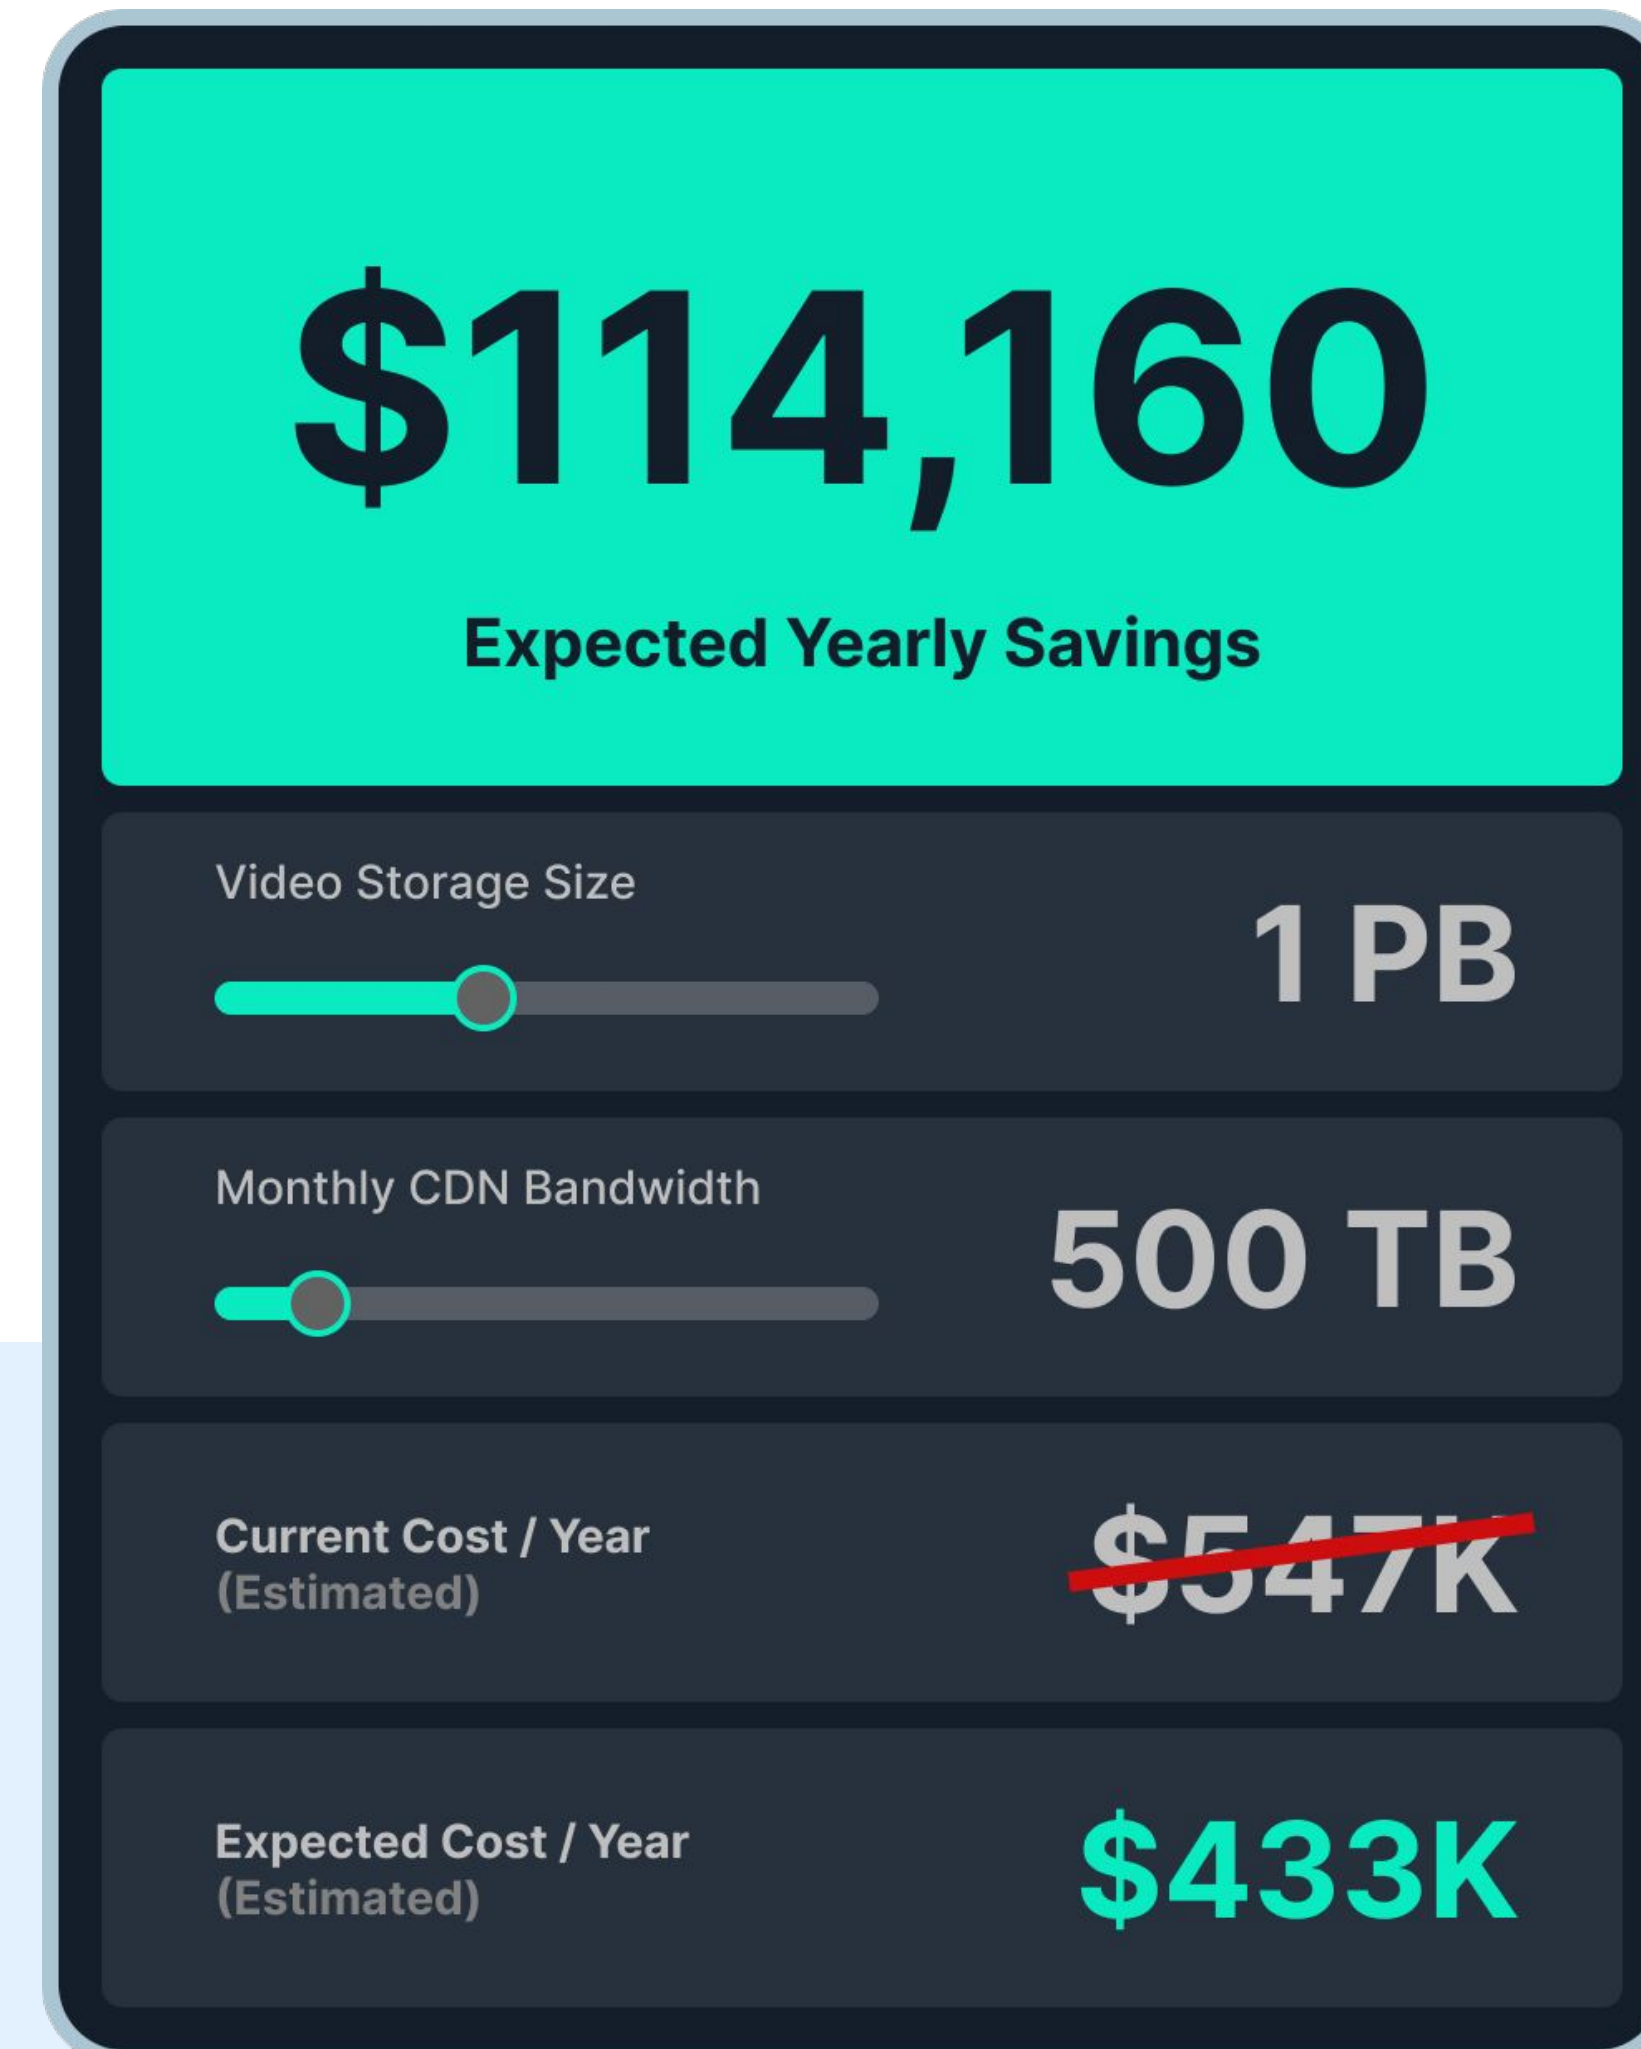 $114,160
Expected Yearly Savings
Video Storage Size
1 PB
Monthly CDN Bandwidth
500 TB
Current Cost / Year
(Estimated)
$547K
Expected Cost / Year
(Estimated)
$433K